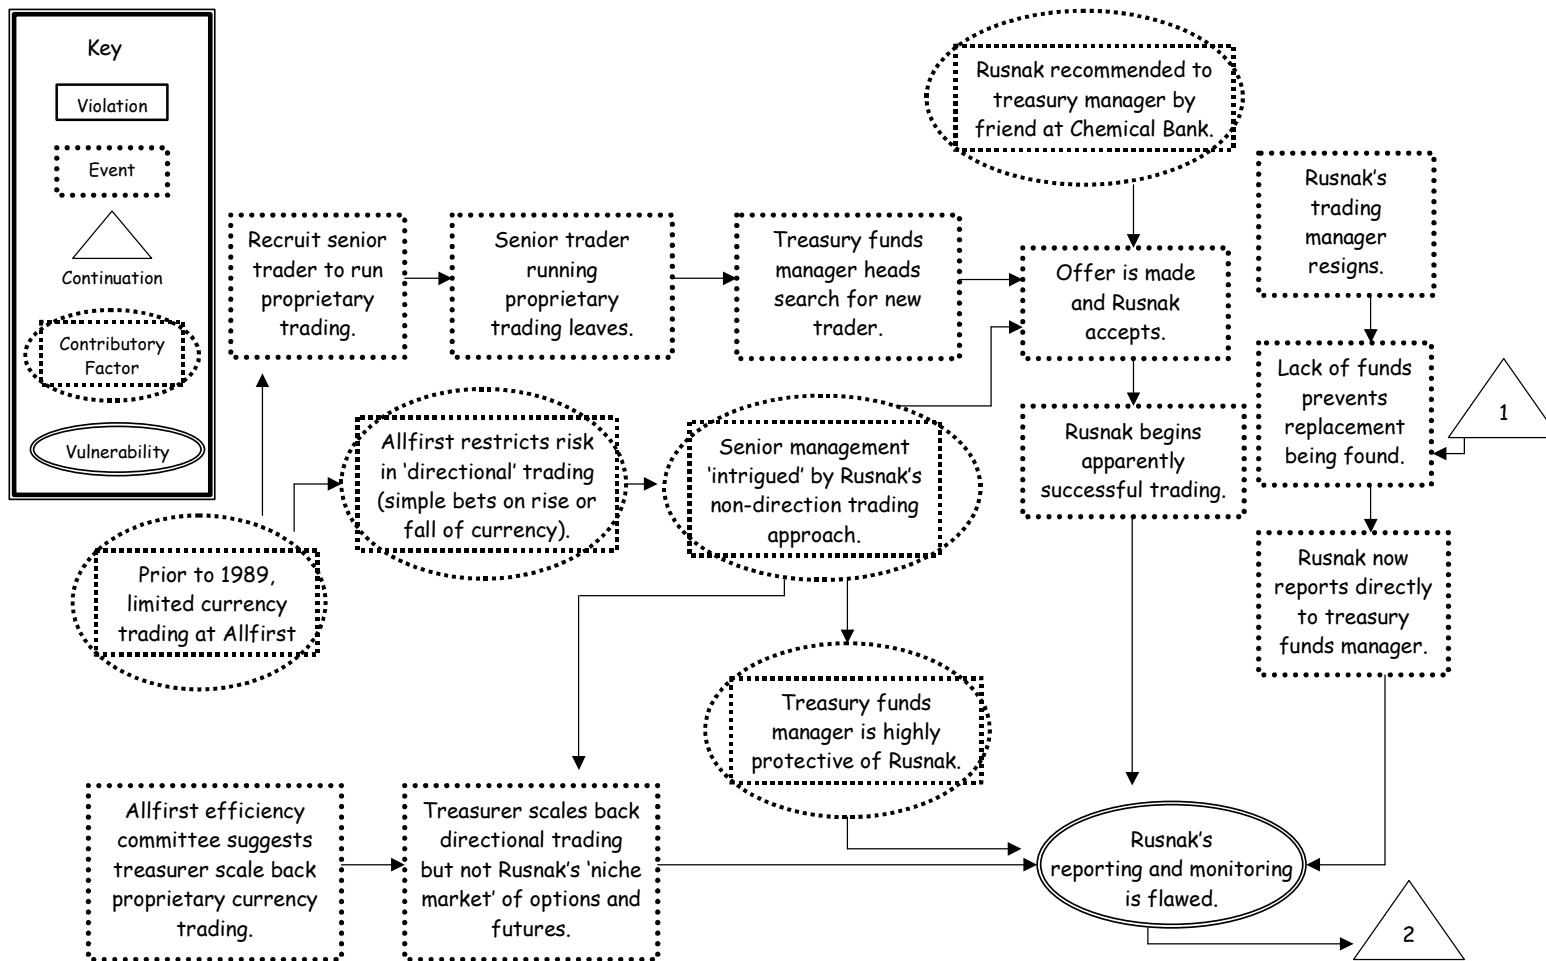 Key
Violation
Event
Continuation
Contributory
Factor
Vulnerability
Rusnak recommended to
treasury manager by
friend at Chemical Bank.
Rusnak's
trading
manager
resigns.
Recruit senior
trader to run
proprietary
trading.
Senior trader
running
proprietary
trading leaves.
Treasury funds
manager heads
search for new
trader.
Offer is made
and Rusnak
accepts.
Lack of funds
prevents
replacement
being found.
1
Allfirst restricts risk
in 'directional' trading
(simple bets on rise or
fall of currency).
Senior management
'intrigued' by Rusnak's
non-direction trading
approach.
Rusnak begins
apparently
successful trading.
Prior to 1989,
limited currency
trading at Allfirst
Rusnak now
reports directly
to treasury
funds manager.
Treasury funds
manager is highly
protective of Rusnak.
Allfirst efficiency
committee suggests
treasurer scale back
proprietary currency
trading.
Treasurer scales back
directional trading
but not Rusnak's 'niche
market' of options and
futures.
Rusnak's
reporting and monitoring
is flawed.
2